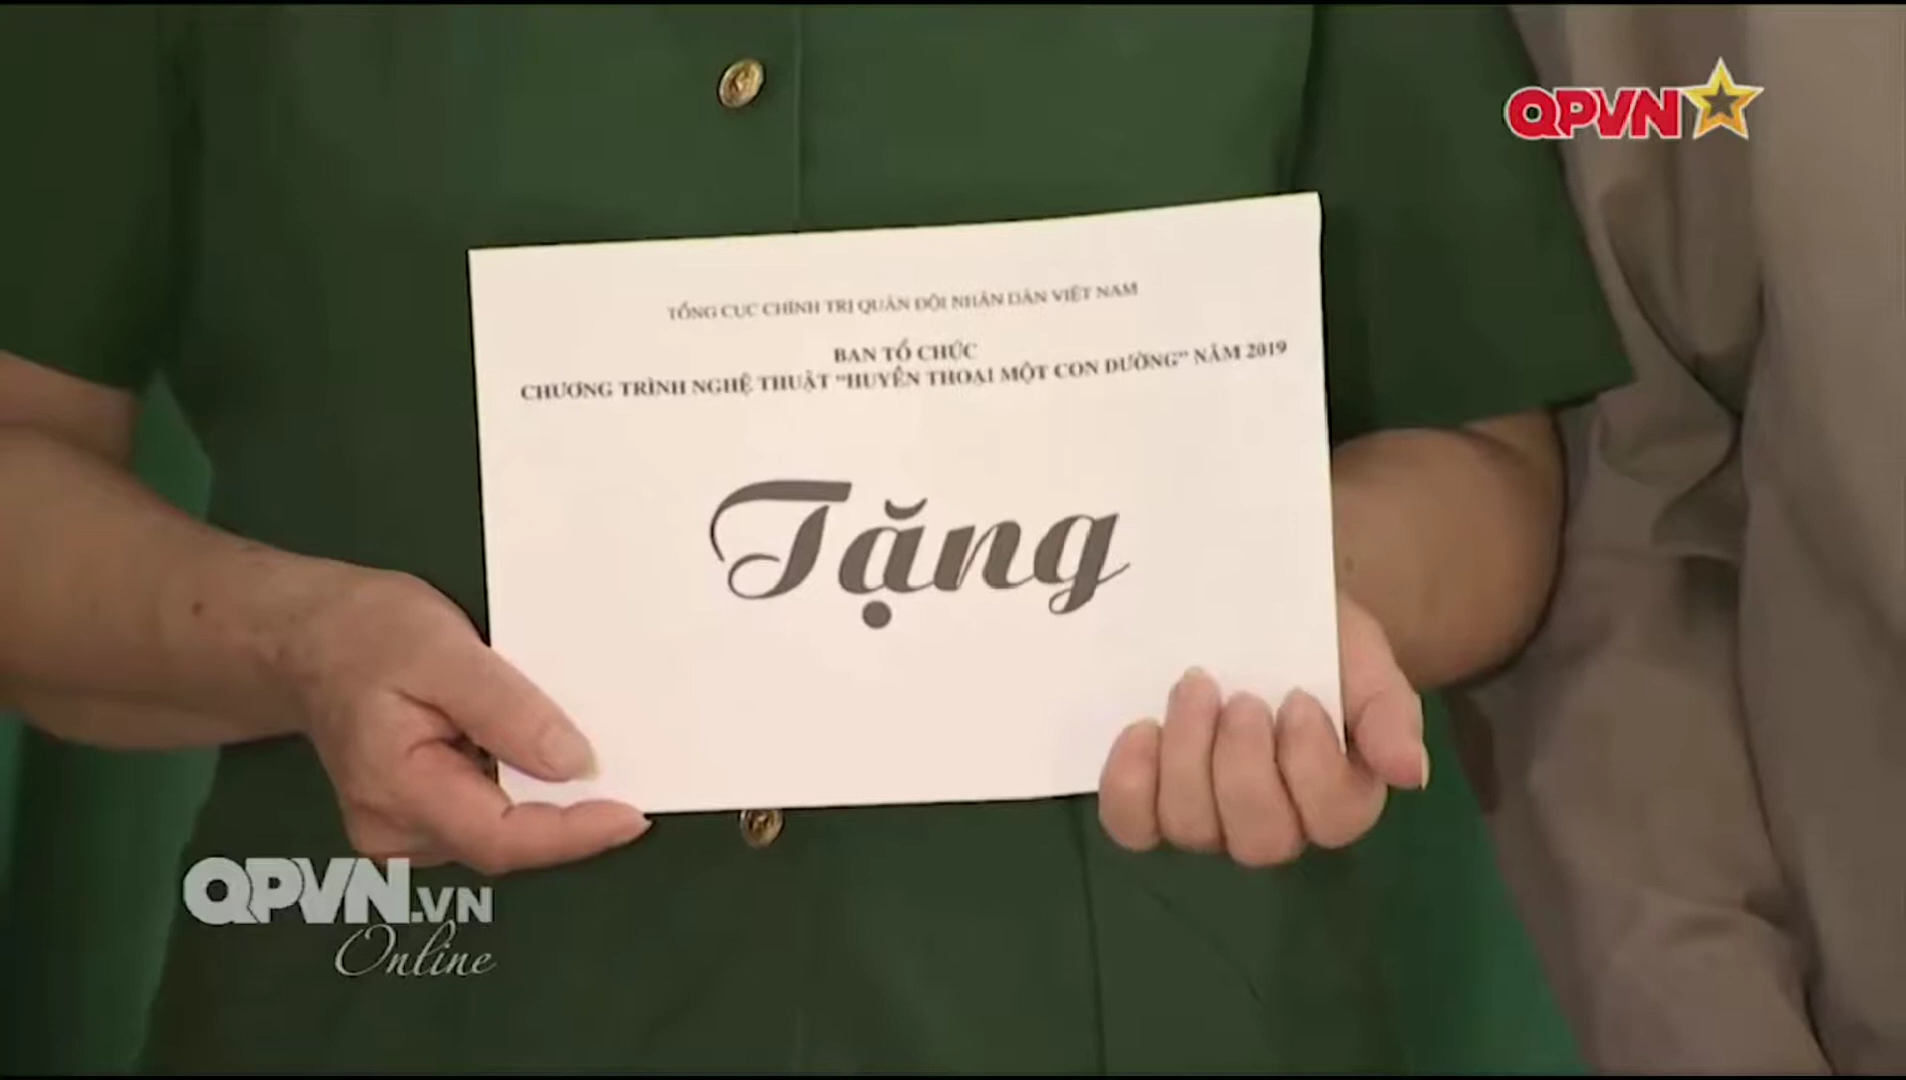 QPVN
TỔNG CỤC CHÍNH TRỊ QUÂN ĐỘI NHÂN DÂN VIỆT NAM
BAN TỔ CHỨC
CHƯƠNG TRÌNH NGHỆ THUẬT "HUYỀN THOẠI MỘT CON ĐƯỜNG" NĂM 2019
Tặng
QPVN.VN
Online